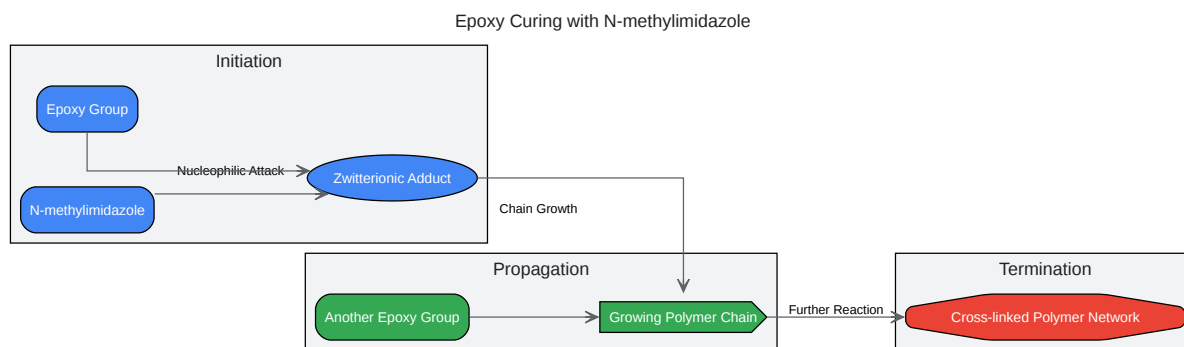 Epoxy Curing with N-methylimidazole
Initiation
Epoxy Group
Nucleophilic Attack
Zwitterionic Adduct
N-methylimidazole
Chain Growth
Propagation
Another Epoxy Group
Growing Polymer Chain
Further Reaction
Termination
Cross-linked Polymer Network